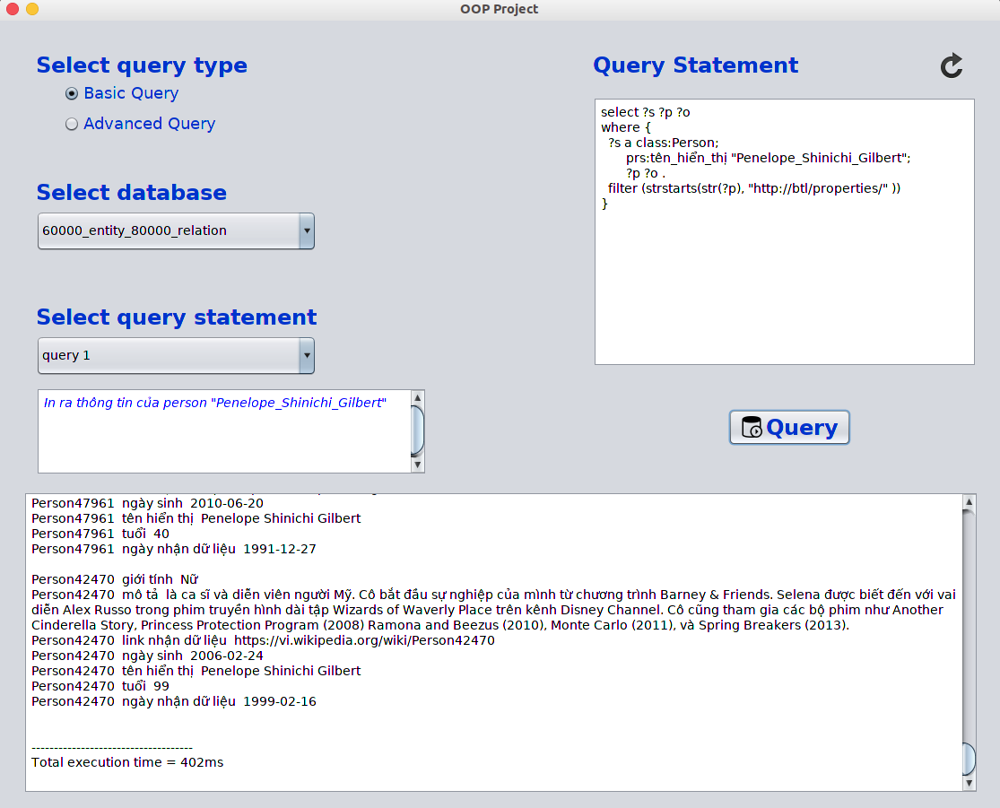 OOP Project
Select query type
Basic Query
Advanced Query
Select database
60000_entity_80000_relation
Select query statement
query 1
In ra thông tin của person "Penelope_Shinichi_Gilbert"
Query Statement
select ?s ?p ?o
where {
?s a class:Person;
prs:tên_hiển_thị "Penelope_Shinichi_Gilbert";
?p ?o .
filter (strstarts(str(?p), "http://btl/properties/" ))
}
Query
Person47961 ngày sinh 2010-06-20
Person47961 tên hiển thị Penelope Shinichi Gilbert
Person47961 tuổi 40
Person47961 ngày nhận dữ liệu 1991-12-27
Person42470 giới tính Nữ
Person42470 mô tả là ca sĩ và diễn viên người Mỹ. Cô bắt đầu sự nghiệp của mình từ chương trình Barney & Friends. Selena được biết đến với vai
diễn Alex Russo trong phim truyền hình dài tập Wizards of Waverly Place trên kênh Disney Channel. Cô cũng tham gia các bộ phim như Another
Cinderella Story, Princess Protection Program (2008) Ramona and Beezus (2010), Monte Carlo (2011), và Spring Breakers (2013).
Person42470 link nhận dữ liệu https://vi.wikipedia.org/wiki/Person42470
Person42470 ngày sinh 2006-02-24
Person42470 tên hiển thị Penelope Shinichi Gilbert
Person42470 tuổi 99
Person42470 ngày nhận dữ liệu 1999-02-16
------------------------------------
Total execution time = 402ms